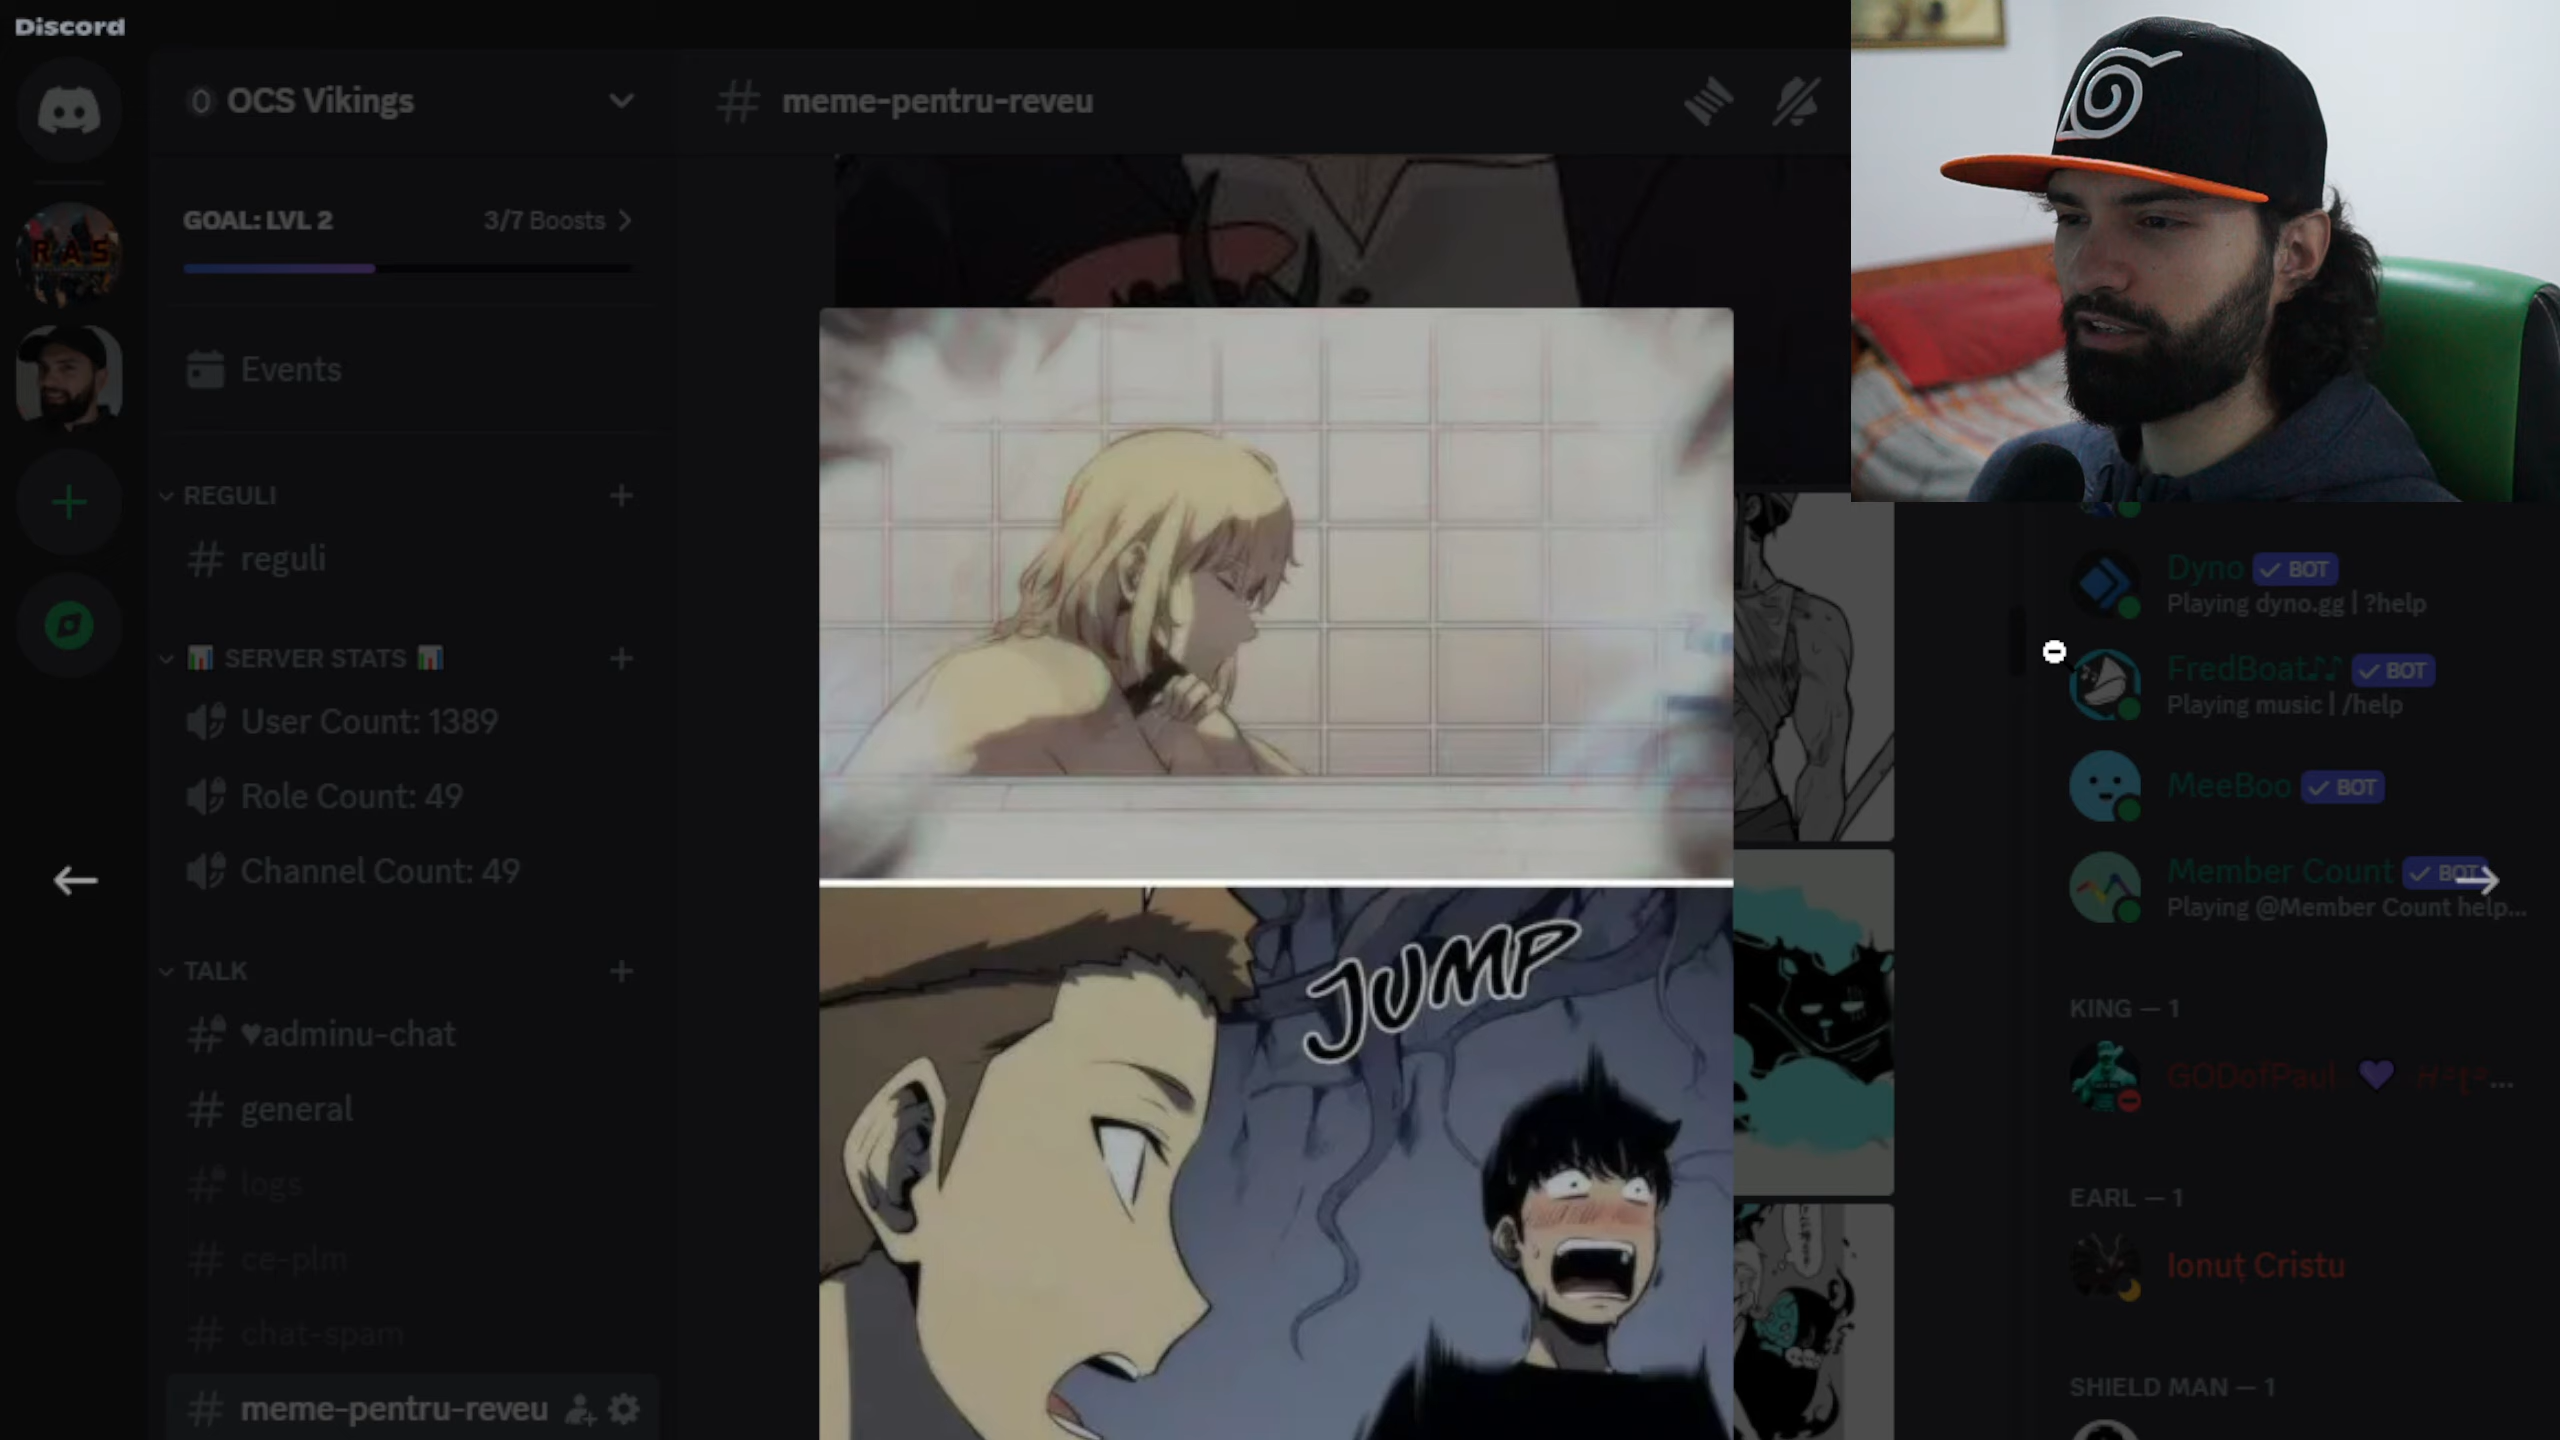 Discord
OCS Vikings
meme-pentru-reveu
GOAL: LVL 2
3/7 Boosts
Events
REGULI
reguli
SERVER STATS
User Count: 1389
Role Count: 49
Channel Count: 49
TALK
♥adminu-chat
general
logs
ce-plm
chat-spam
meme-pentru-reveu
RAS
JUMP
Dyno BOT
Playing dyno.gg | ?help
FredBoat♪♪ BOT
Playing music | /help
MeeBoo BOT
Member Count BOT
Playing @Member Count help...
KING — 1
GODofPaul
EARL — 1
Ionuț Cristu
SHIELD MAN — 1